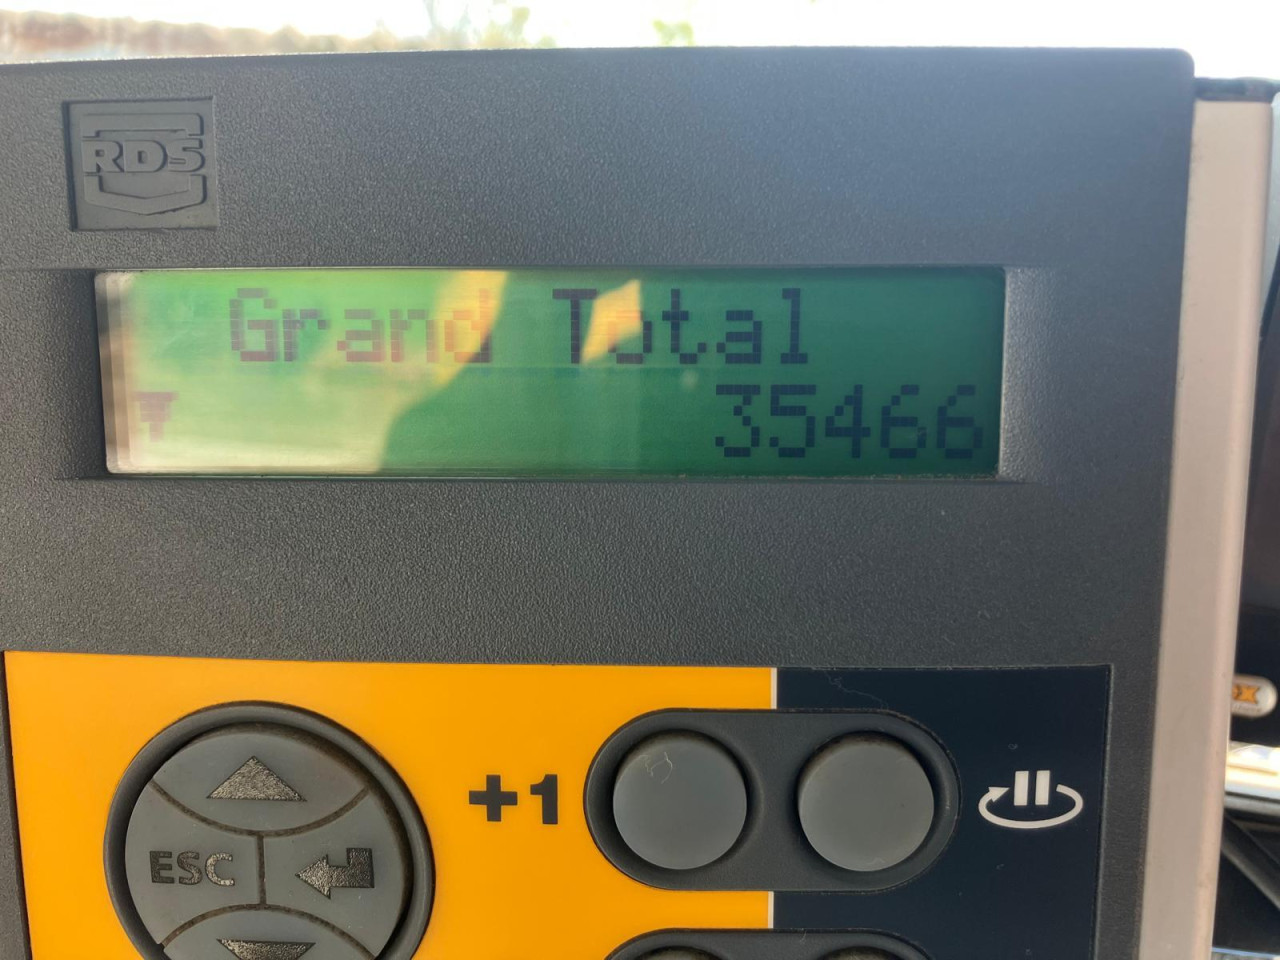 RDS
Grand Total
35466
+1
ESC